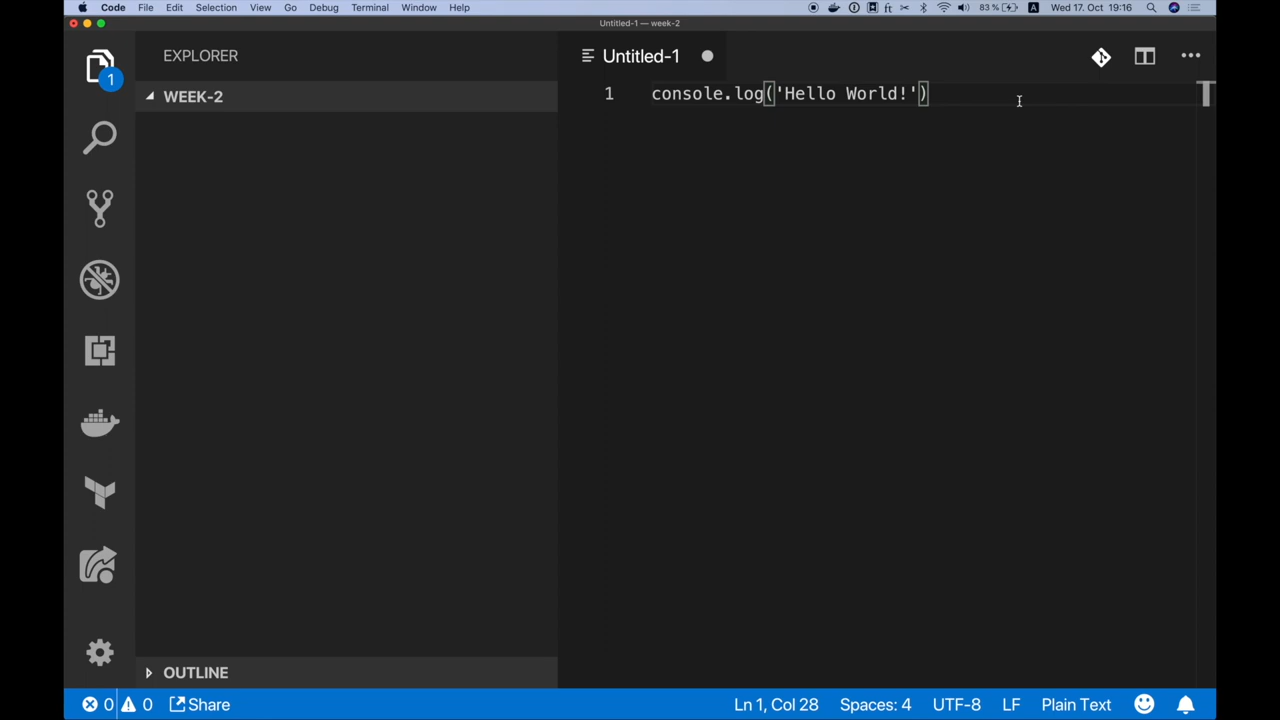 Code File Edit Selection View Go Debug Terminal Window Help 83 % A Wed 17. Oct 19:16
Untitled-1 — week-2
EXPLORER
Untitled-1
1
WEEK-2
1 console.log('Hello World!')
OUTLINE
0 0 Share Ln 1, Col 28 Spaces: 4 UTF-8 LF Plain Text